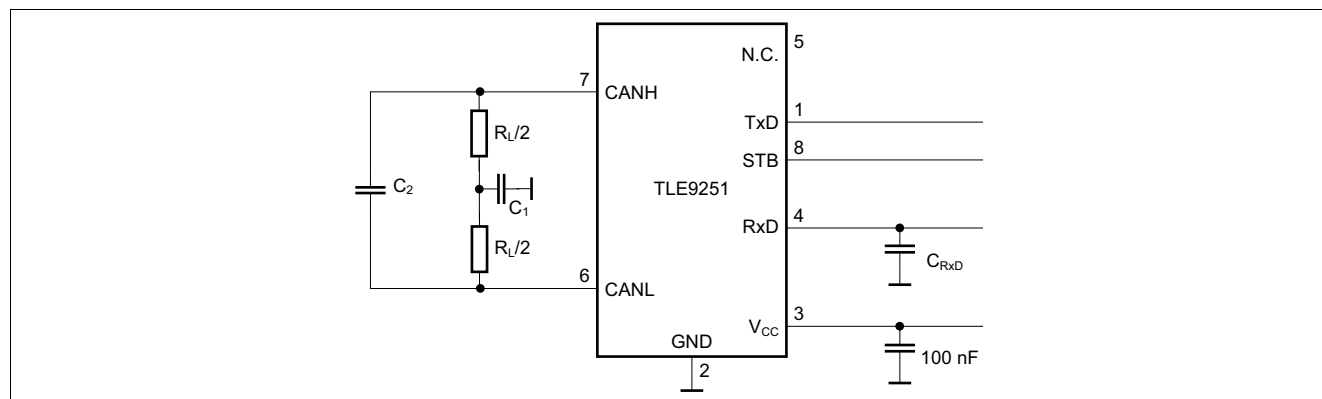 5
N.C.
7
CANH
1
TxD
R_L/2
8
STB
C_2
TLE9251
C_1
4
RxD
R_L/2
C_RxD
6
CANL
3
V_CC
GND
100 nF
2